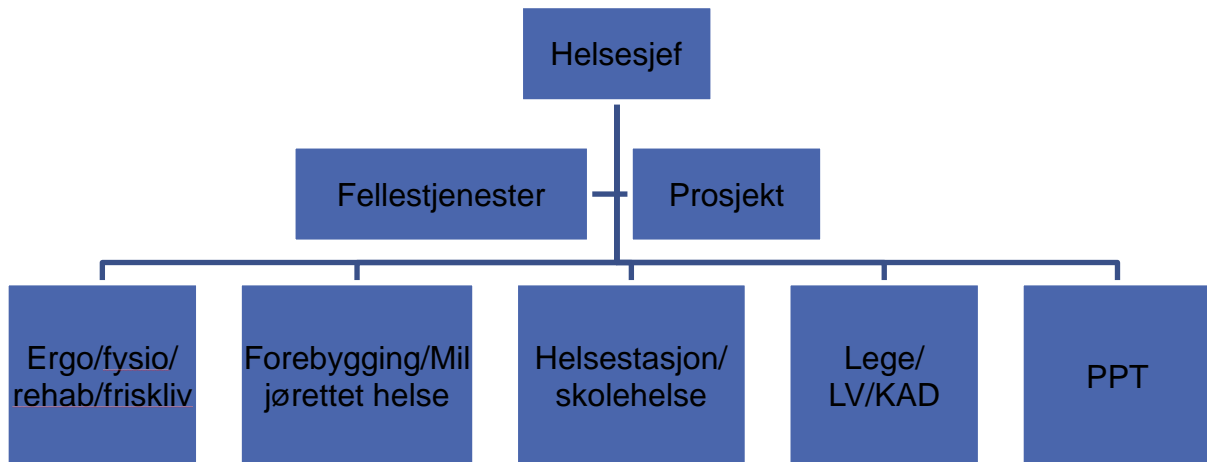 Helsesjef
Fellestjenester
Prosjekt
Ergo/fysio/
rehab/friskliv
Forebygging/Mil
jørettet helse
Helsestasjon/
skolehelse
Lege/
LV/KAD
PPT